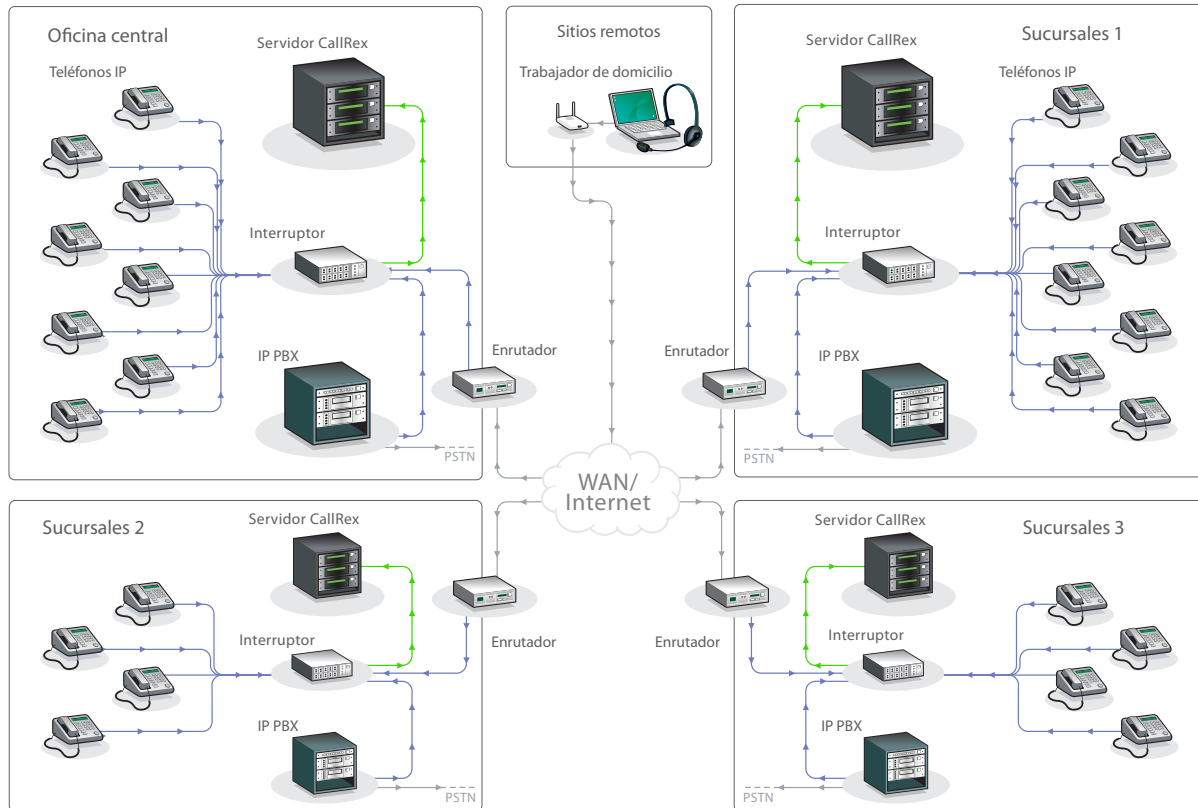 Oficina central
Teléfonos IP
Servidor CallRex
Interruptor
IP PBX
Enrutador
PSTN
Sitios remotos
Trabajador de domicilio
Sucursales 1
Servidor CallRex
Teléfonos IP
Interruptor
Enrutador
IP PBX
PSTN
WAN/
Internet
Sucursales 2
Servidor CallRex
Interruptor
Enrutador
IP PBX
PSTN
Sucursales 3
Servidor CallRex
Enrutador
Interruptor
IP PBX
PSTN